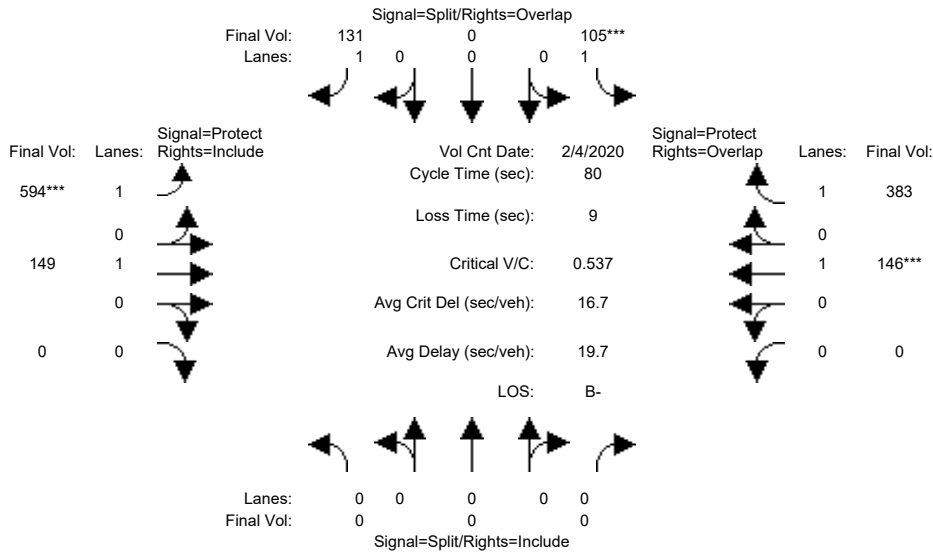 Signal=Split/Rights=Overlap
Final Vol: 131 0 105***
Lanes: 1 0 0 0 1
Signal=Protect
Final Vol: Lanes: Rights=Include
Vol Cnt Date: 2/4/2020
Signal=Protect
Rights=Overlap Lanes: Final Vol:
Cycle Time (sec): 80
594*** 1
1 383
Loss Time (sec): 9
0
0
149 1
Critical V/C: 0.537
1 146***
0
Avg Crit Del (sec/veh): 16.7
0
0 0
Avg Delay (sec/veh): 19.7
0 0
LOS: B-
Lanes: 0 0 0 0 0
Final Vol: 0 0 0
Signal=Split/Rights=Include